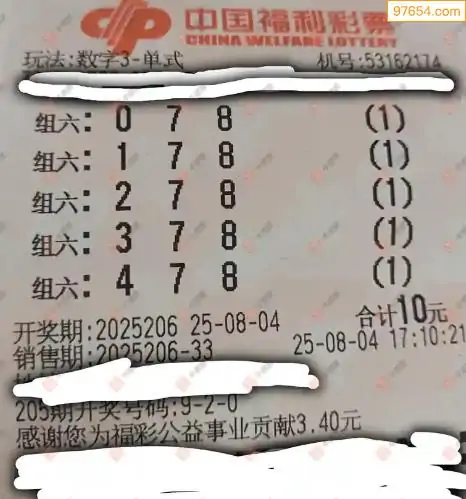 97654.com
中国福利彩票
CHINA WELFARE LOTTERY
玩法:数字3-单式 机号:53162174
组六: 0 7 8 (1)
组六: 1 7 8 (1)
组六: 2 7 8 (1)
组六: 3 7 8 (1)
组六: 4 7 8 (1)
合计10元
开奖期:2025206 25-08-04
销售期:2025206-33 25-08-04 17:10:21
205期开奖号码:9-2-0
感谢您为福彩公益事业贡献3.40元